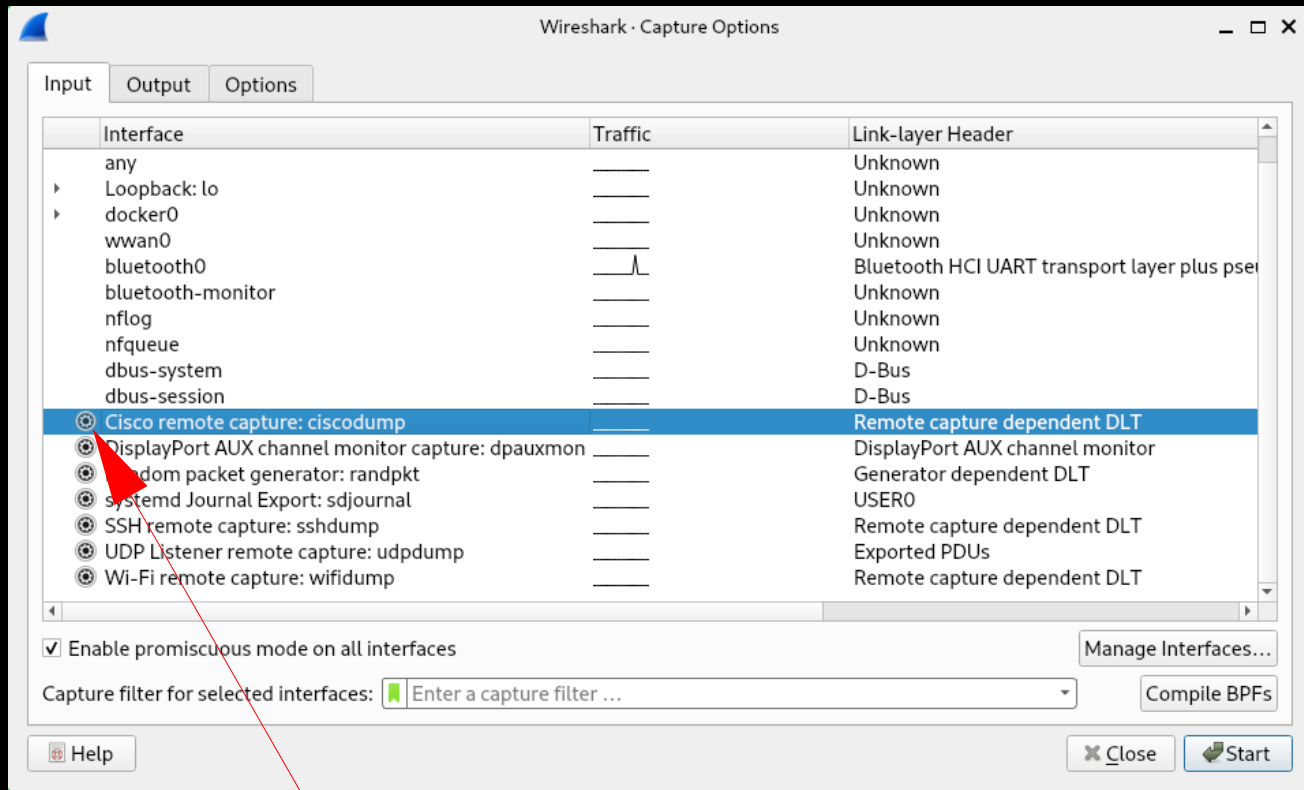 Wireshark · Capture Options
Input Output Options
Interface Traffic Link-layer Header
any Unknown
Loopback: lo Unknown
docker0 Unknown
wwan0 Unknown
bluetooth0 Bluetooth HCI UART transport layer plus pseu
bluetooth-monitor Unknown
nflog Unknown
nfqueue Unknown
dbus-system D-Bus
dbus-session D-Bus
Cisco remote capture: ciscodump Remote capture dependent DLT
DisplayPort AUX channel monitor capture: dpauxmon DisplayPort AUX channel monitor
Random packet generator: randpkt Generator dependent DLT
systemd Journal Export: sdjournal USER0
SSH remote capture: sshdump Remote capture dependent DLT
UDP Listener remote capture: udpdump Exported PDUs
Wi-Fi remote capture: wifidump Remote capture dependent DLT
Enable promiscuous mode on all interfaces Manage Interfaces...
Capture filter for selected interfaces: Enter a capture filter ... Compile BPFs
Help Close Start